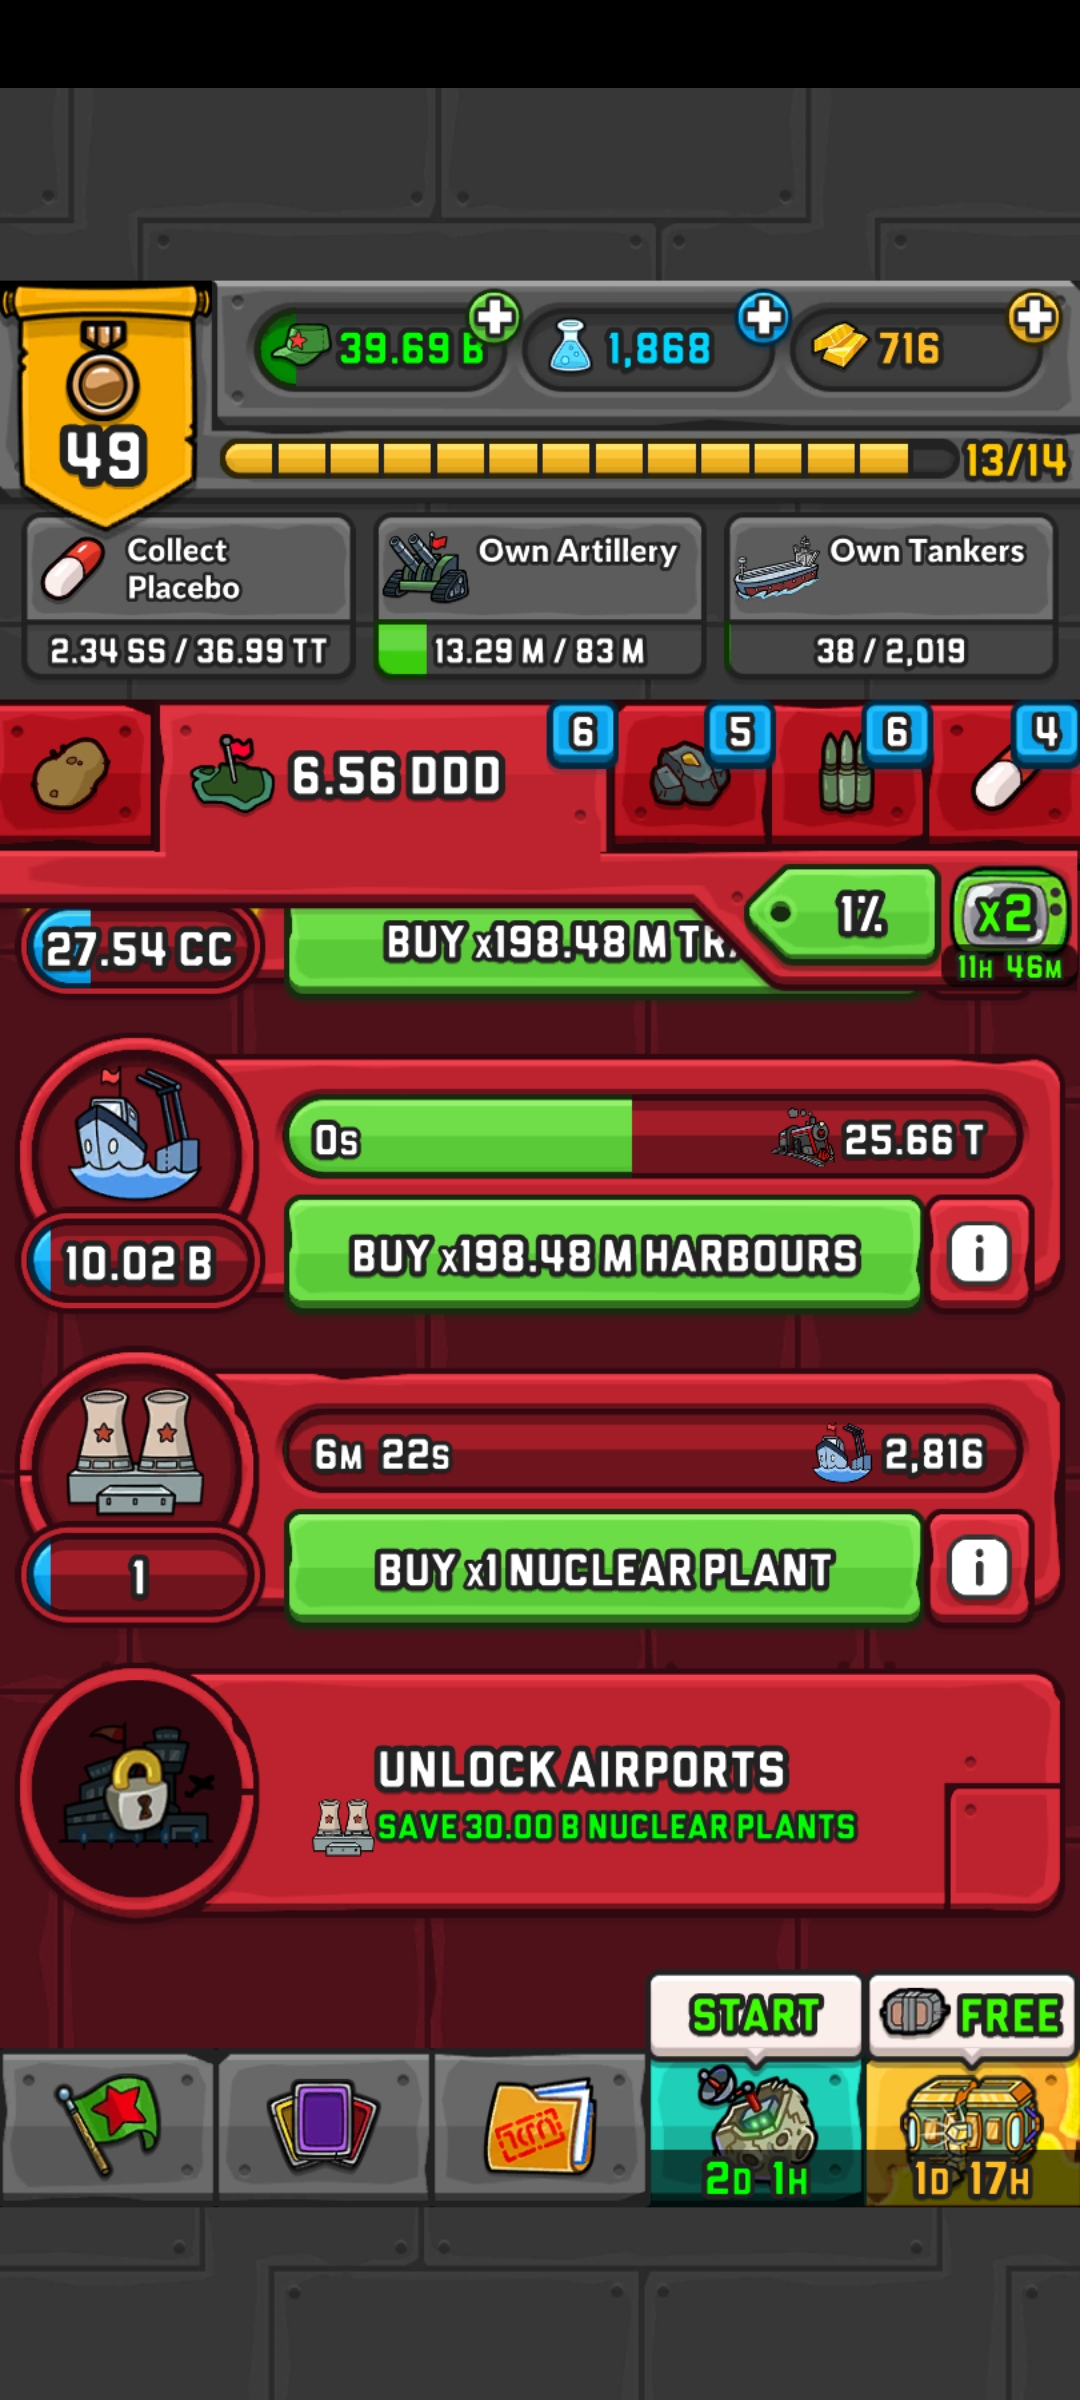 39.69 B
1,868
716
49
13/14
Collect
Placebo
Own Artillery
Own Tankers
2.34 SS / 36.99 TT
13.29 M / 83 M
38 / 2,019
6
5
6
4
6.56 DDD
1%
x2
11H 46M
27.54 CC
BUY x198.48 M
0s
25.66 T
10.02 B
BUY x198.48 M HARBOURS
i
6M 22s
2,816
1
BUY x1 NUCLEAR PLANT
i
UNLOCK AIRPORTS
SAVE 30.00 B NUCLEAR PLANTS
START
FREE
2D 1H
1D 17H